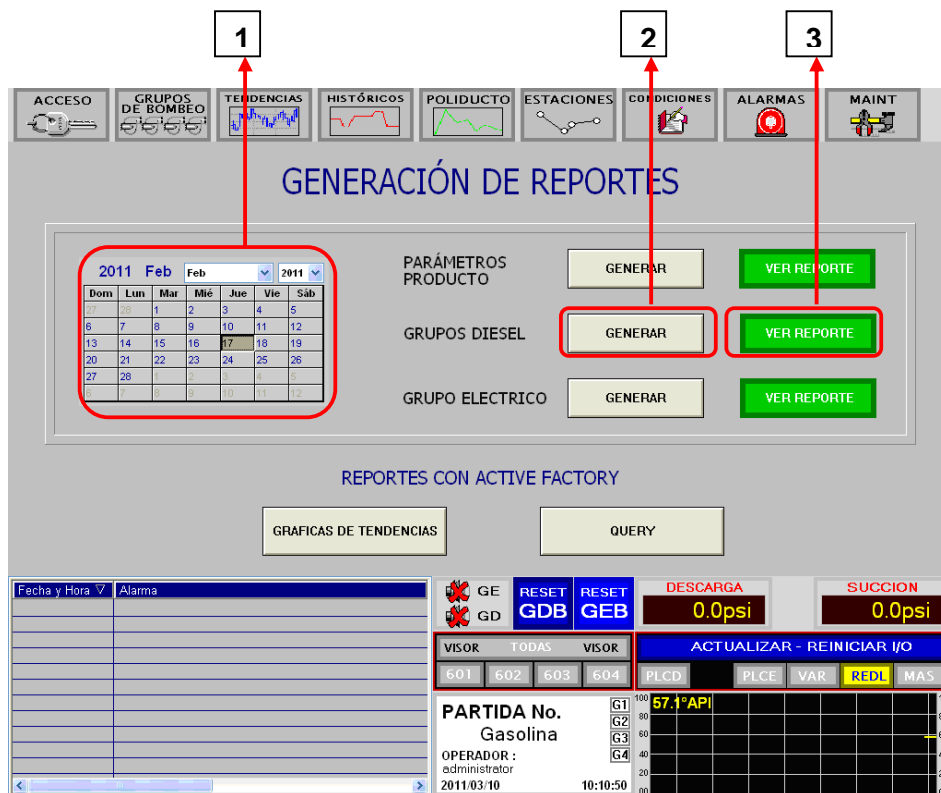 1
2
3
ACCESO
GRUPOS DE BOMBEO
TENDENCIAS
HISTÓRICOS
POLIDUCTO
ESTACIONES
CONDICIONES
ALARMAS
MAINT
GENERACIÓN DE REPORTES
2011 Feb Feb 2011
Dom Lun Mar Mié Jue Vie Sáb
27 28 1 2 3 4 5
6 7 8 9 10 11 12
13 14 15 16 17 18 19
20 21 22 23 24 25 26
27 28 1 2 3 4 5
6 7 8 9 10 11 12
PARÁMETROS PRODUCTO
GENERAR
VER REPORTE
GRUPOS DIESEL
GENERAR
VER REPORTE
GRUPO ELECTRICO
GENERAR
VER REPORTE
REPORTES CON ACTIVE FACTORY
GRAFICAS DE TENDENCIAS
QUERY
Fecha y Hora Alarma
GE
GD
RESET GDB
RESET GEB
DESCARGA
0.0psi
SUCCION
0.0psi
VISOR TODAS VISOR
601 602 603 604
ACTUALIZAR - REINICIAR I/O
PLCD PLCE VAR REDL MAS
PARTIDA No.
Gasolina
OPERADOR :
administrator
2011/03/10 10:10:50
G1
G2
G3
G4
57.1°API
100
80
60
40
20
00